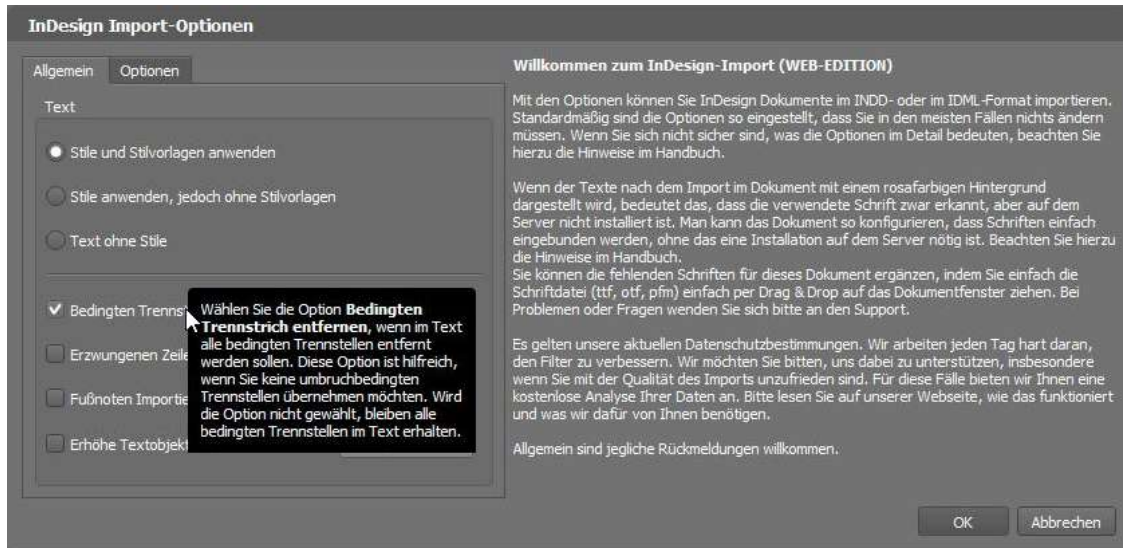 InDesign Import-Optionen
Allgemein
Optionen
Text
Stile und Stilvorlagen anwenden
Stile anwenden, jedoch ohne Stilvorlagen
Text ohne Stile
Bedingten Trennst
Erzwungenen Zeile
Fußnoten Importie
Erhöhe Textobjekt
Wählen Sie die Option Bedingten
Trennstrich entfernen, wenn im Text
alle bedingten Trennstellen entfernt
werden sollen. Diese Option ist hilfreich,
wenn Sie keine umbruchbedingten
Trennstellen übernehmen möchten. Wird
die Option nicht gewählt, bleiben alle
bedingten Trennstellen im Text erhalten.
Willkommen zum InDesign-Import (WEB-EDITION)
Mit den Optionen können Sie InDesign Dokumente im INDD- oder im IDML-Format importieren.
Standardmäßig sind die Optionen so eingestellt, dass Sie in den meisten Fällen nichts ändern
müssen. Wenn Sie sich nicht sicher sind, was die Optionen im Detail bedeuten, beachten Sie
hierzu die Hinweise im Handbuch.
Wenn der Texte nach dem Import im Dokument mit einem rosafarbigen Hintergrund
dargestellt wird, bedeutet das, dass die verwendete Schrift zwar erkannt, aber auf dem
Server nicht installiert ist. Man kann das Dokument so konfigurieren, dass Schriften einfach
eingebunden werden, ohne das eine Installation auf dem Server nötig ist. Beachten Sie hierzu
die Hinweise im Handbuch.
Sie können die fehlenden Schriften für dieses Dokument ergänzen, indem Sie einfach die
Schriftdatei (ttf, otf, pfm) einfach per Drag & Drop auf das Dokumentfenster ziehen. Bei
Problemen oder Fragen wenden Sie sich bitte an den Support.
Es gelten unsere aktuellen Datenschutzbestimmungen. Wir arbeiten jeden Tag hart daran,
den Filter zu verbessern. Wir möchten Sie bitten, uns dabei zu unterstützen, insbesondere
wenn Sie mit der Qualität des Imports unzufrieden sind. Für diese Fälle bieten wir Ihnen eine
kostenlose Analyse Ihrer Daten an. Bitte lesen Sie auf unserer Webseite, wie das funktioniert
und was wir dafür von Ihnen benötigen.
Allgemein sind jegliche Rückmeldungen willkommen.
OK
Abbrechen